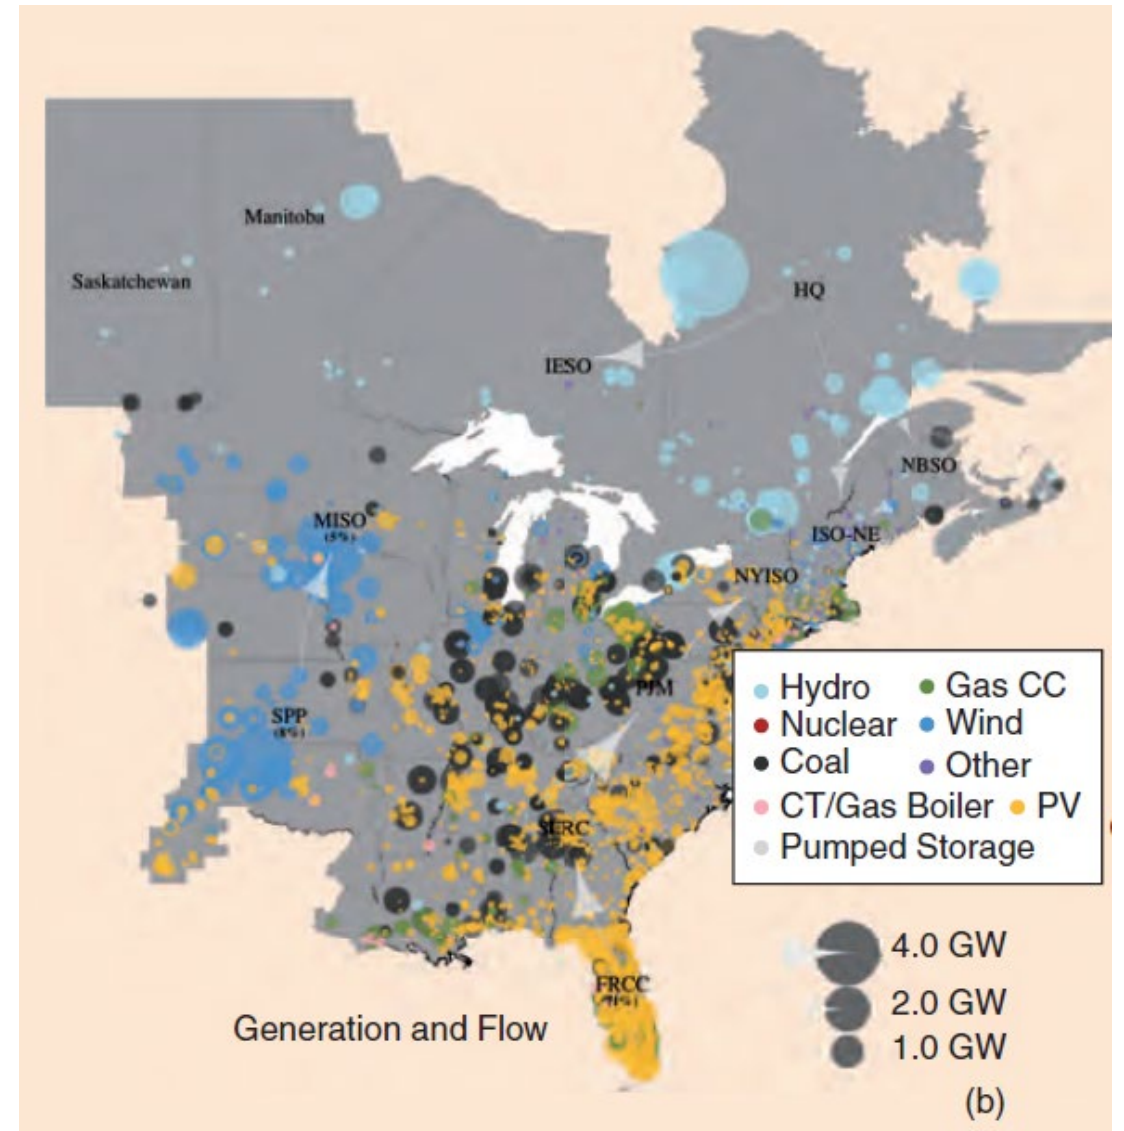 Manitoba
Saskatchewan
HQ
IESO
NBSO
MISO
(5%)
ISO-NE
NYISO
PJM
SPP
(8%)
SERC
FRCC
Hydro
Gas CC
Nuclear
Wind
Coal
Other
CT/Gas Boiler
PV
Pumped Storage
4.0 GW
2.0 GW
1.0 GW
Generation and Flow
(b)